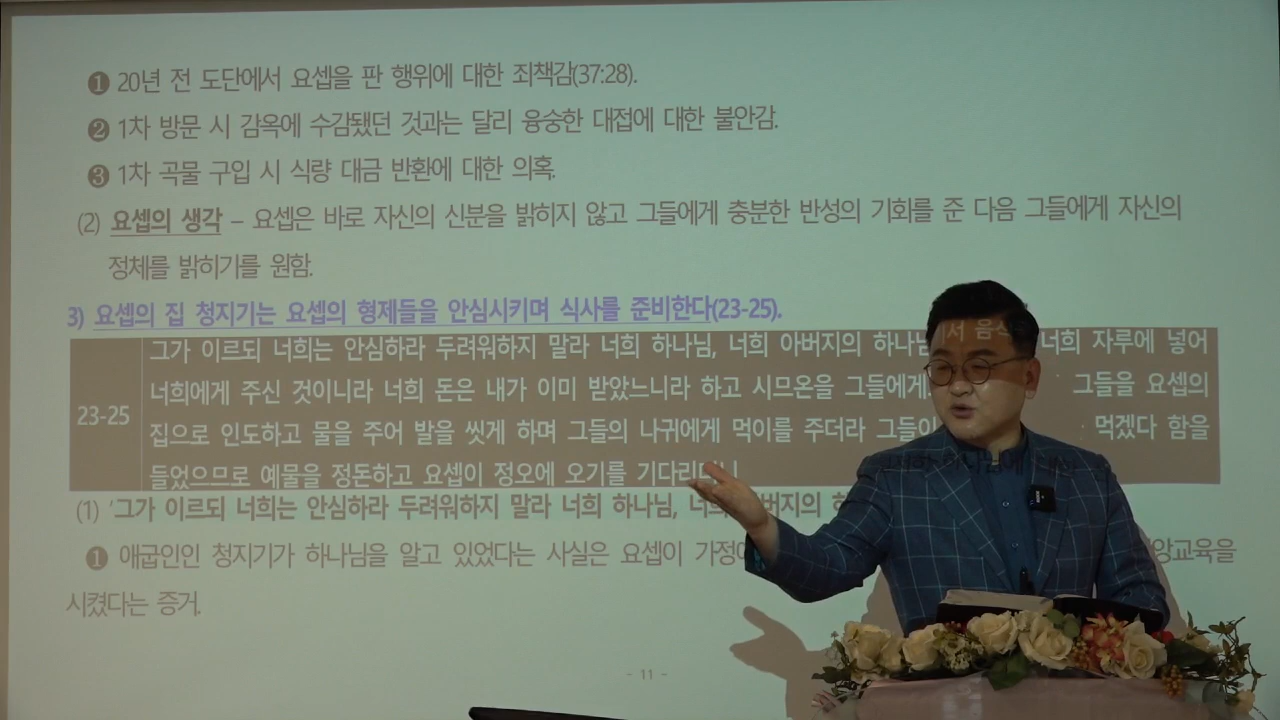 ❶ 20년 전 도단에서 요셉을 판 행위에 대한 죄책감(37:28).
❷ 1차 방문 시 감옥에 수감됐던 것과는 달리 융숭한 대접에 대한 불안감.
❸ 1차 곡물 구입 시 식량 대금 반환에 대한 의혹.
(2) 요셉의 생각 – 요셉은 바로 자신의 신분을 밝히지 않고 그들에게 충분한 반성의 기회를 준 다음 그들에게 자신의
정체를 밝히기를 원함.
3) 요셉의 집 청지기는 요셉의 형제들을 안심시키며 식사를 준비한다(23-25).
23-25
그가 이르되 너희는 안심하라 두려워하지 말라 너희 하나님, 너희 아버지의 하나님 너희 자루에 넣어
너희에게 주신 것이니라 너희 돈은 내가 이미 받았느니라 하고 시므온을 그들에게 그들을 요셉의
집으로 인도하고 물을 주어 발을 씻게 하며 그들의 나귀에게 먹이를 주더라 먹겠다 함을
들었으므로 예물을 정돈하고 요셉이 정오에 오기를
(1) '그가 이르되 너희는 안심하라 두려워하지 말라 너희 하나님,
❶ 애굽인인 청지기가 하나님을 알고 있었다는 사실은 요셉이
시켰다는 증거.
- 11 -